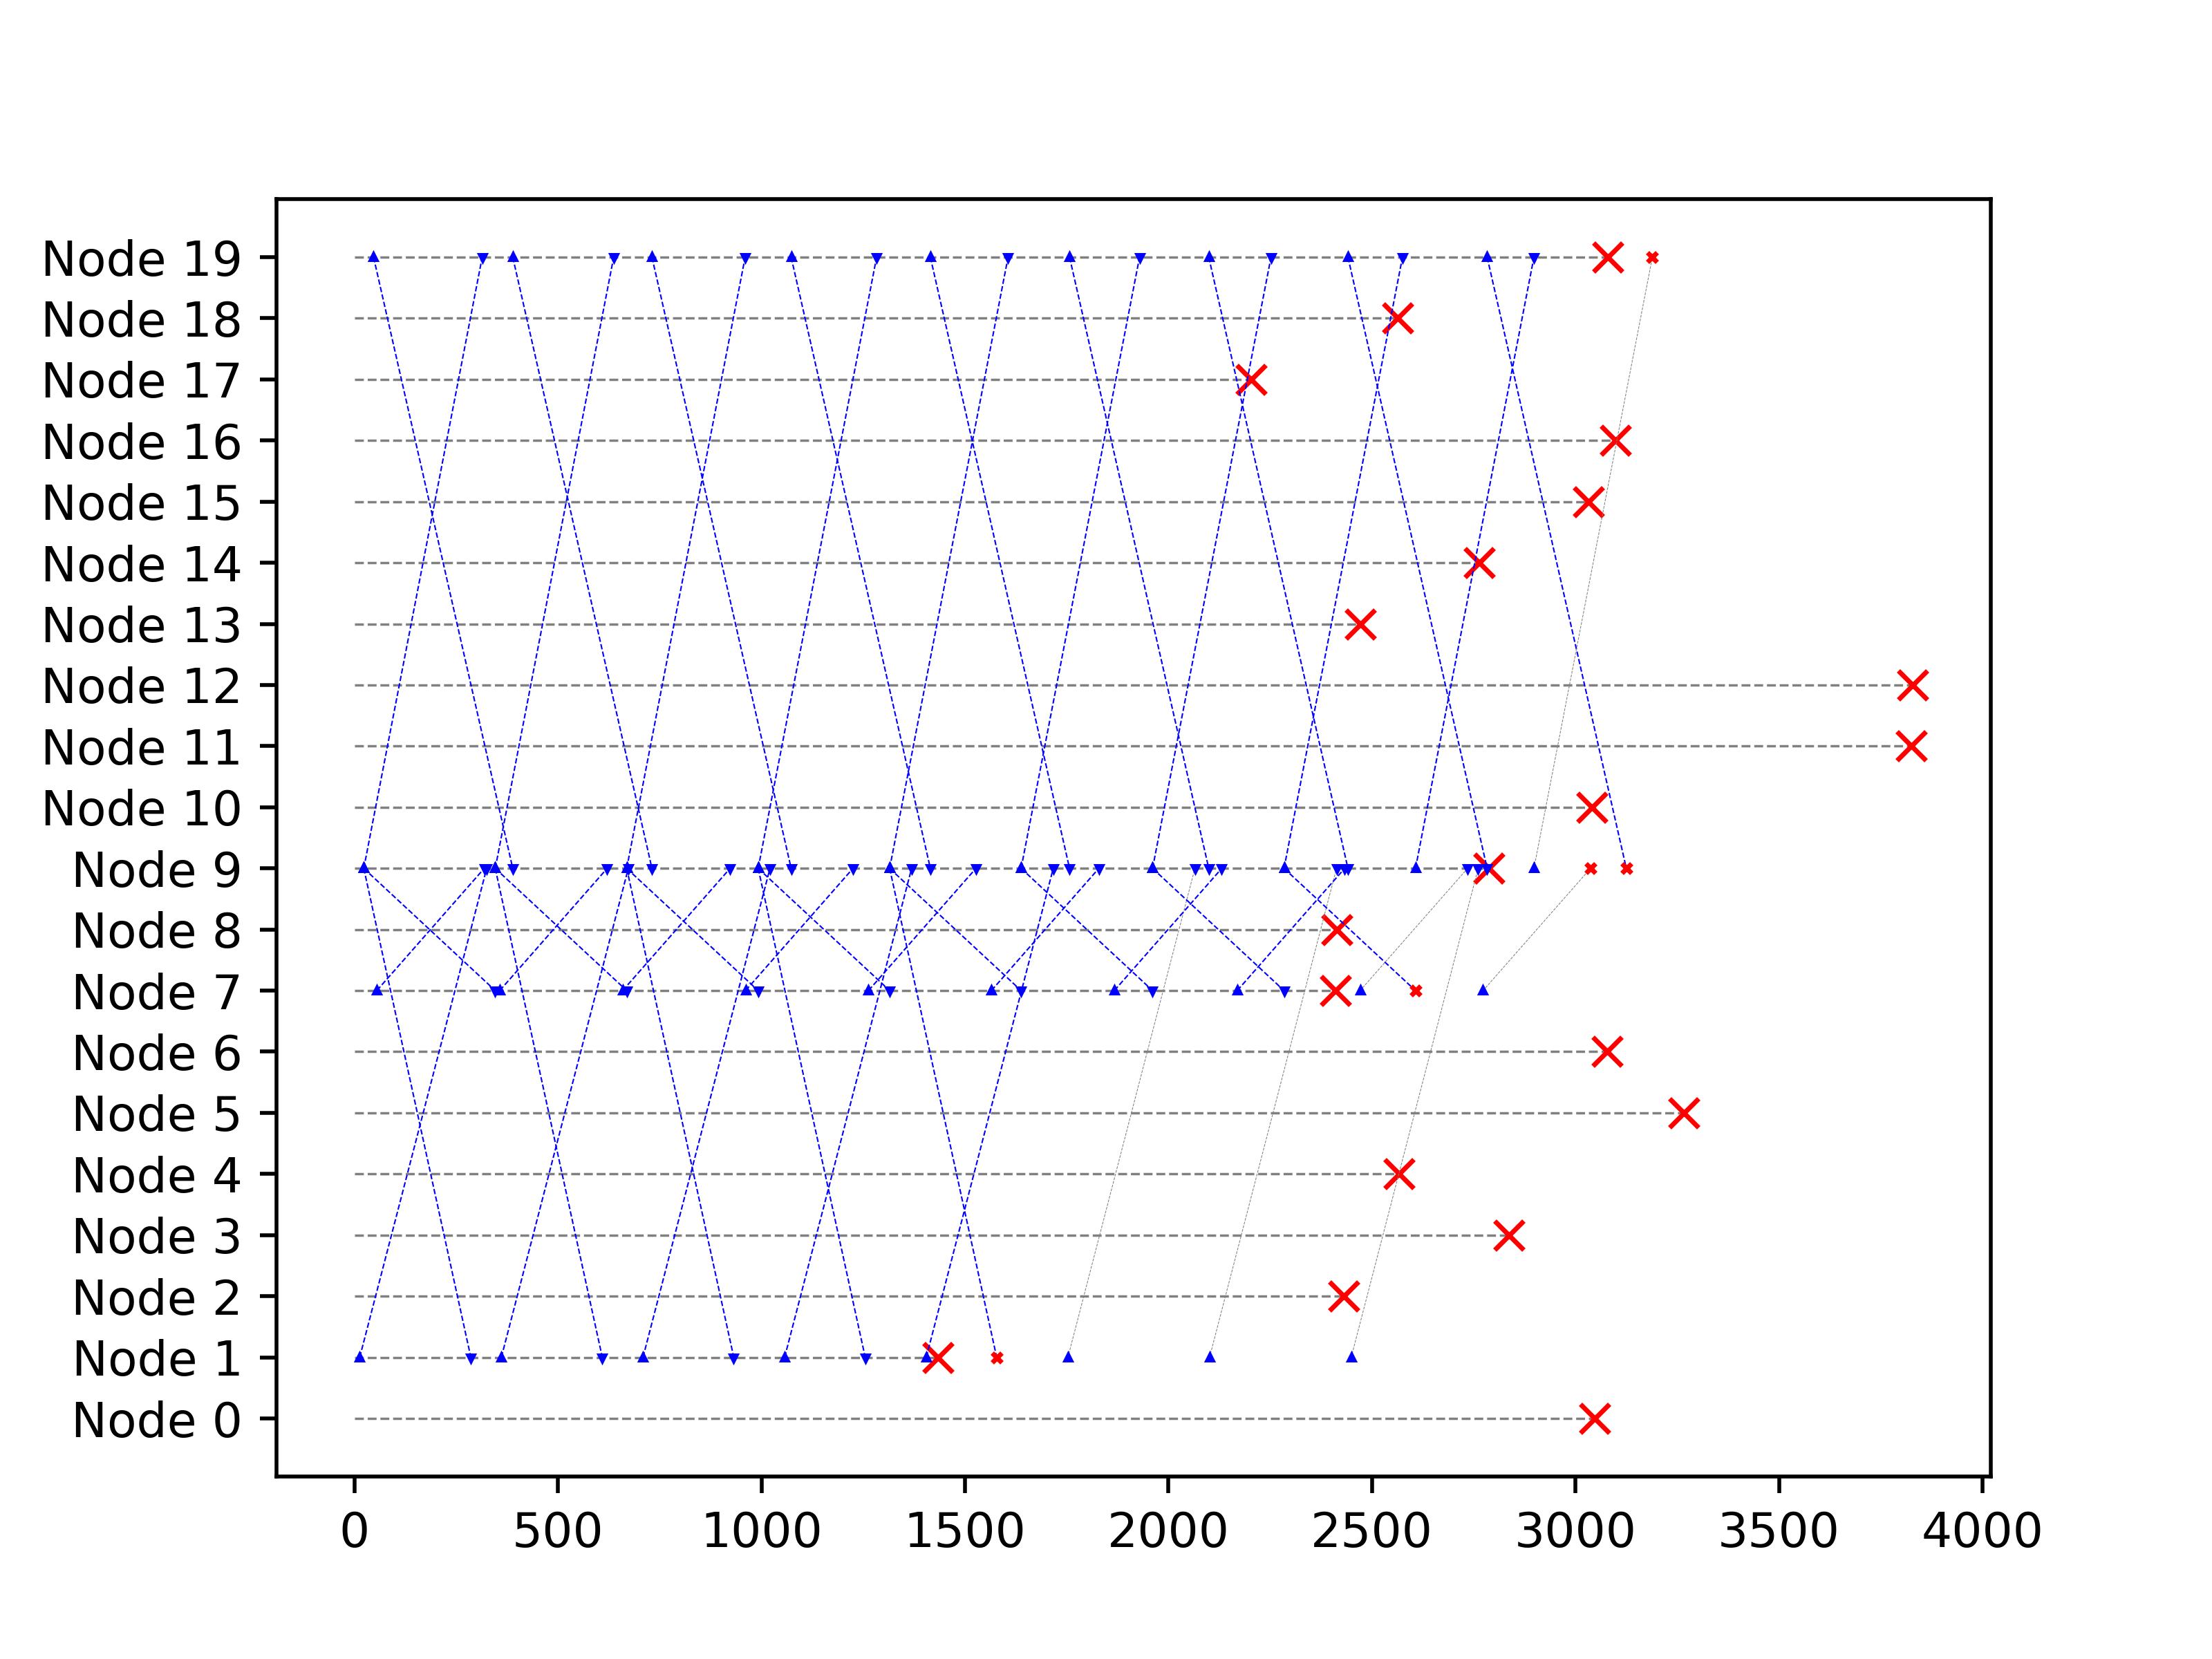 Node 19
Node 18
Node 17
Node 16
Node 15
Node 14
Node 13
Node 12
Node 11
Node 10
Node 9
Node 8
Node 7
Node 6
Node 5
Node 4
Node 3
Node 2
Node 1
Node 0
0 500 1000 1500 2000 2500 3000 3500 4000